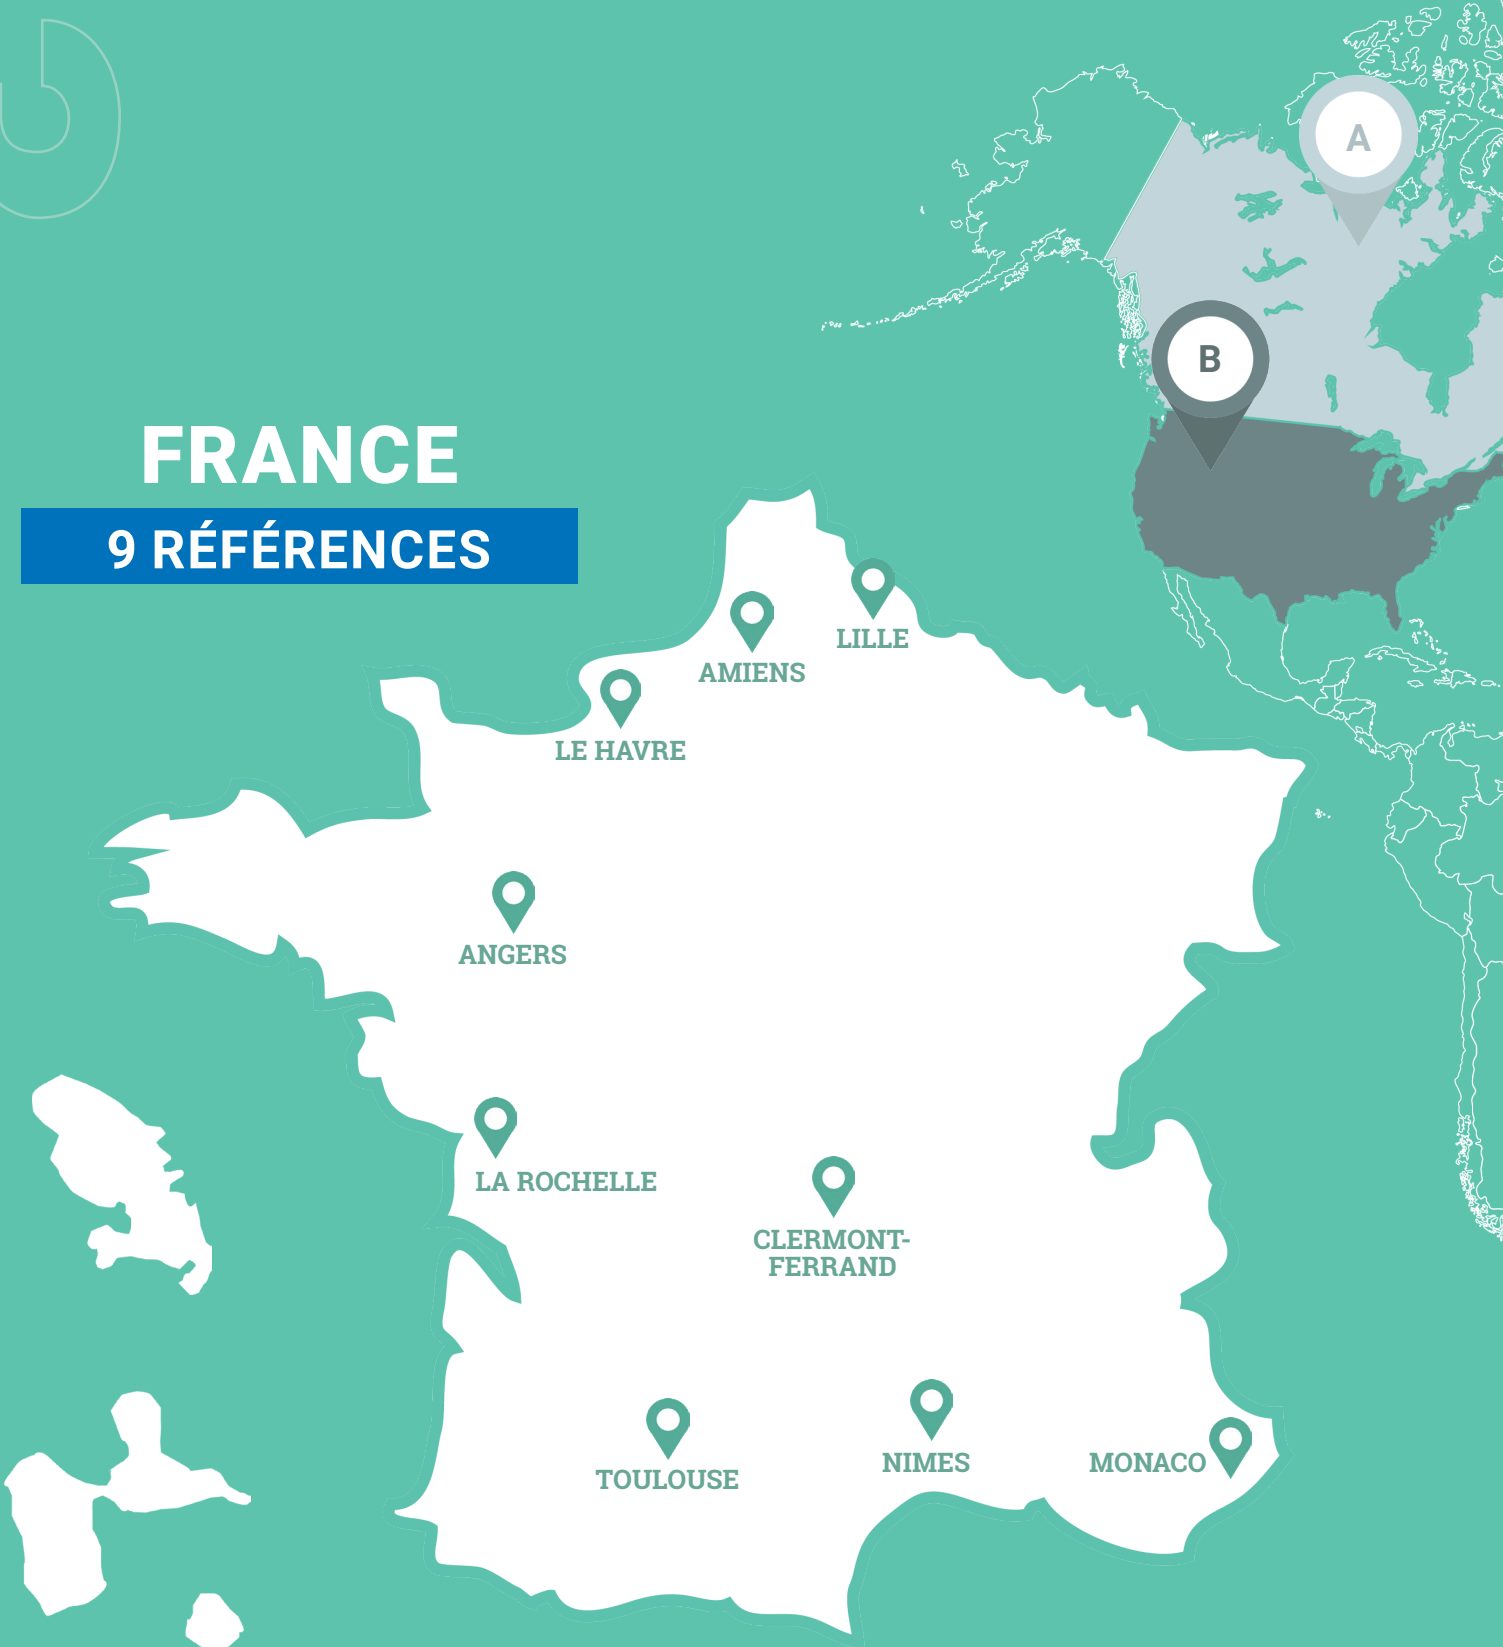 A
B
FRANCE
9 RÉFÉRENCES
LILLE
AMIENS
LE HAVRE
ANGERS
LA ROCHELLE
CLERMONT-
FERRAND
TOULOUSE
NIMES
MONACO